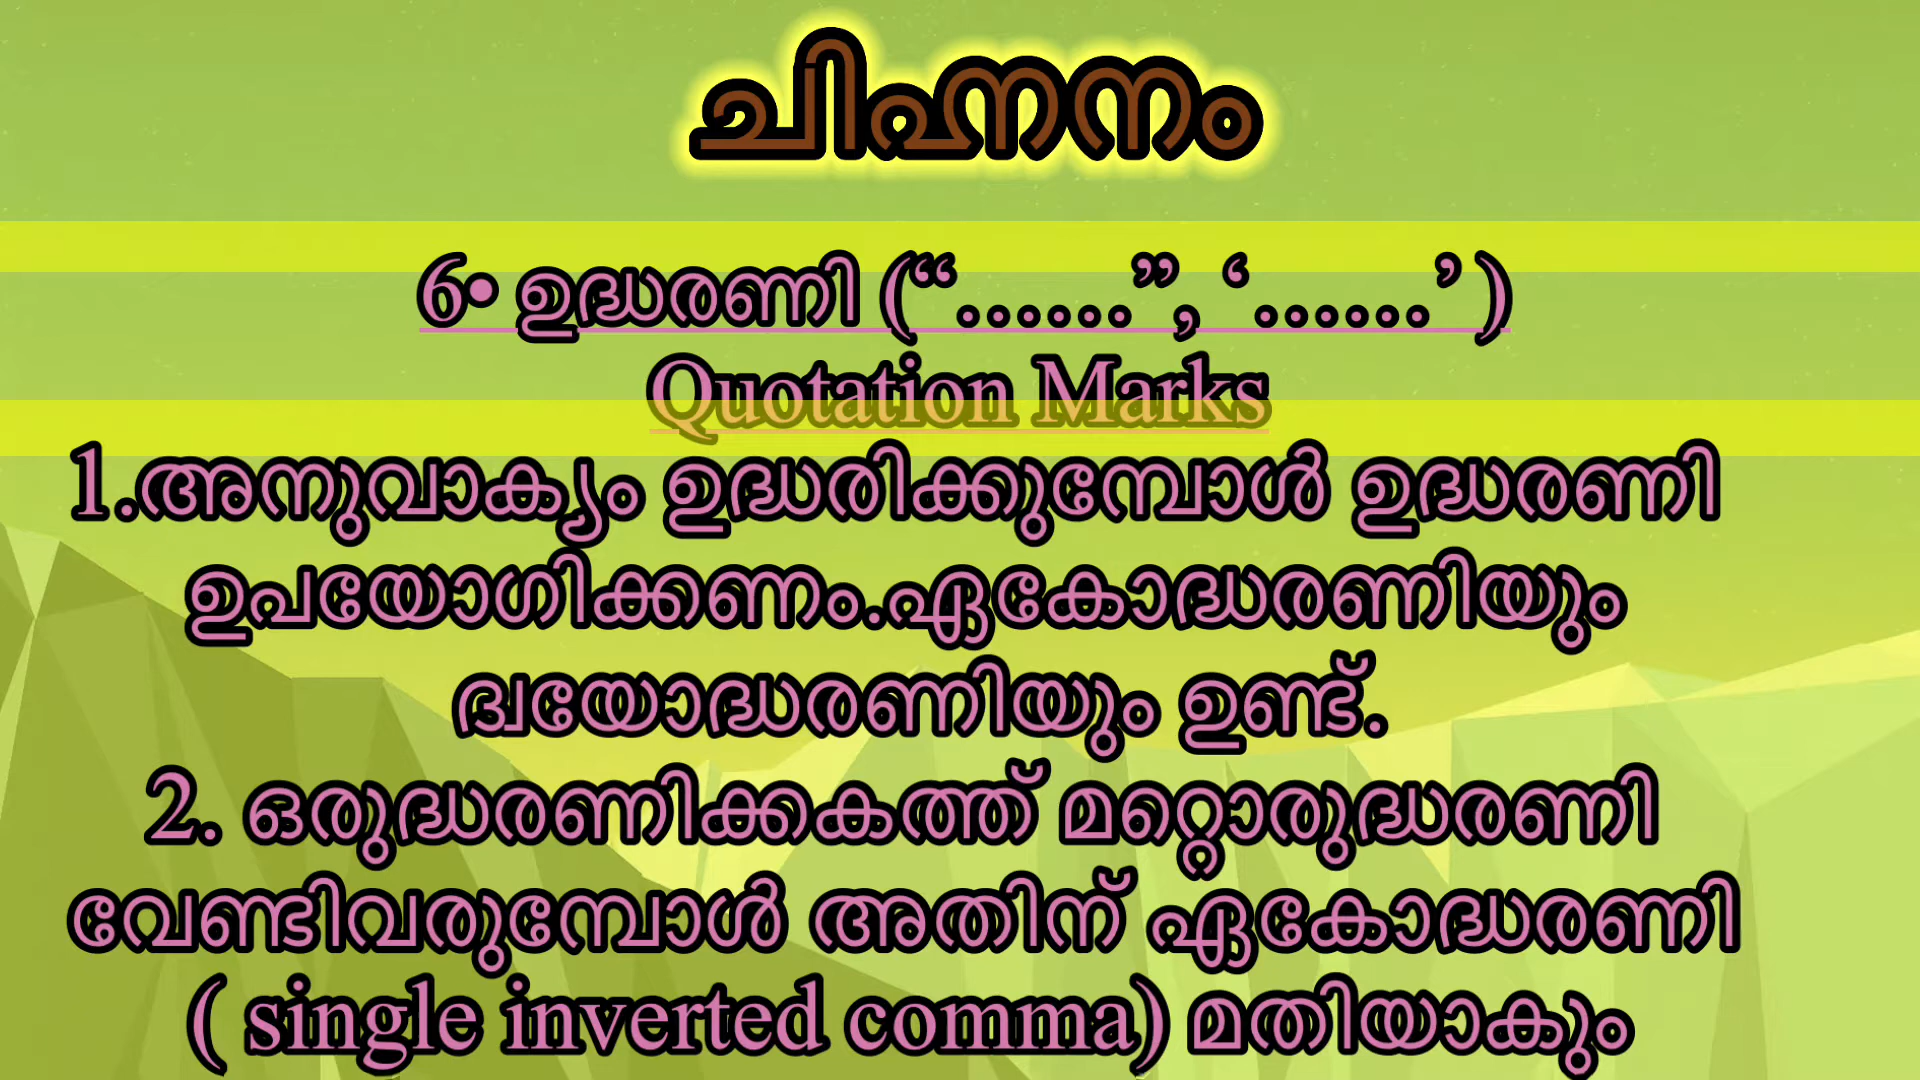 ചിഹ്നനം
6• ഉദ്ധരണി (“......”, ‘......’ )
Quotation Marks
1.അനുവാക്യം ഉദ്ധരിക്കുമ്പോൾ ഉദ്ധരണി
ഉപയോഗിക്കണം.ഏകോദ്ധരണിയും
ദ്വയോദ്ധരണിയും ഉണ്ട്.
2. ഒരുദ്ധരണിക്കകത്ത് മറ്റൊരുദ്ധരണി
വേണ്ടിവരുമ്പോൾ അതിന് ഏകോദ്ധരണി
( single inverted comma) മതിയാകും